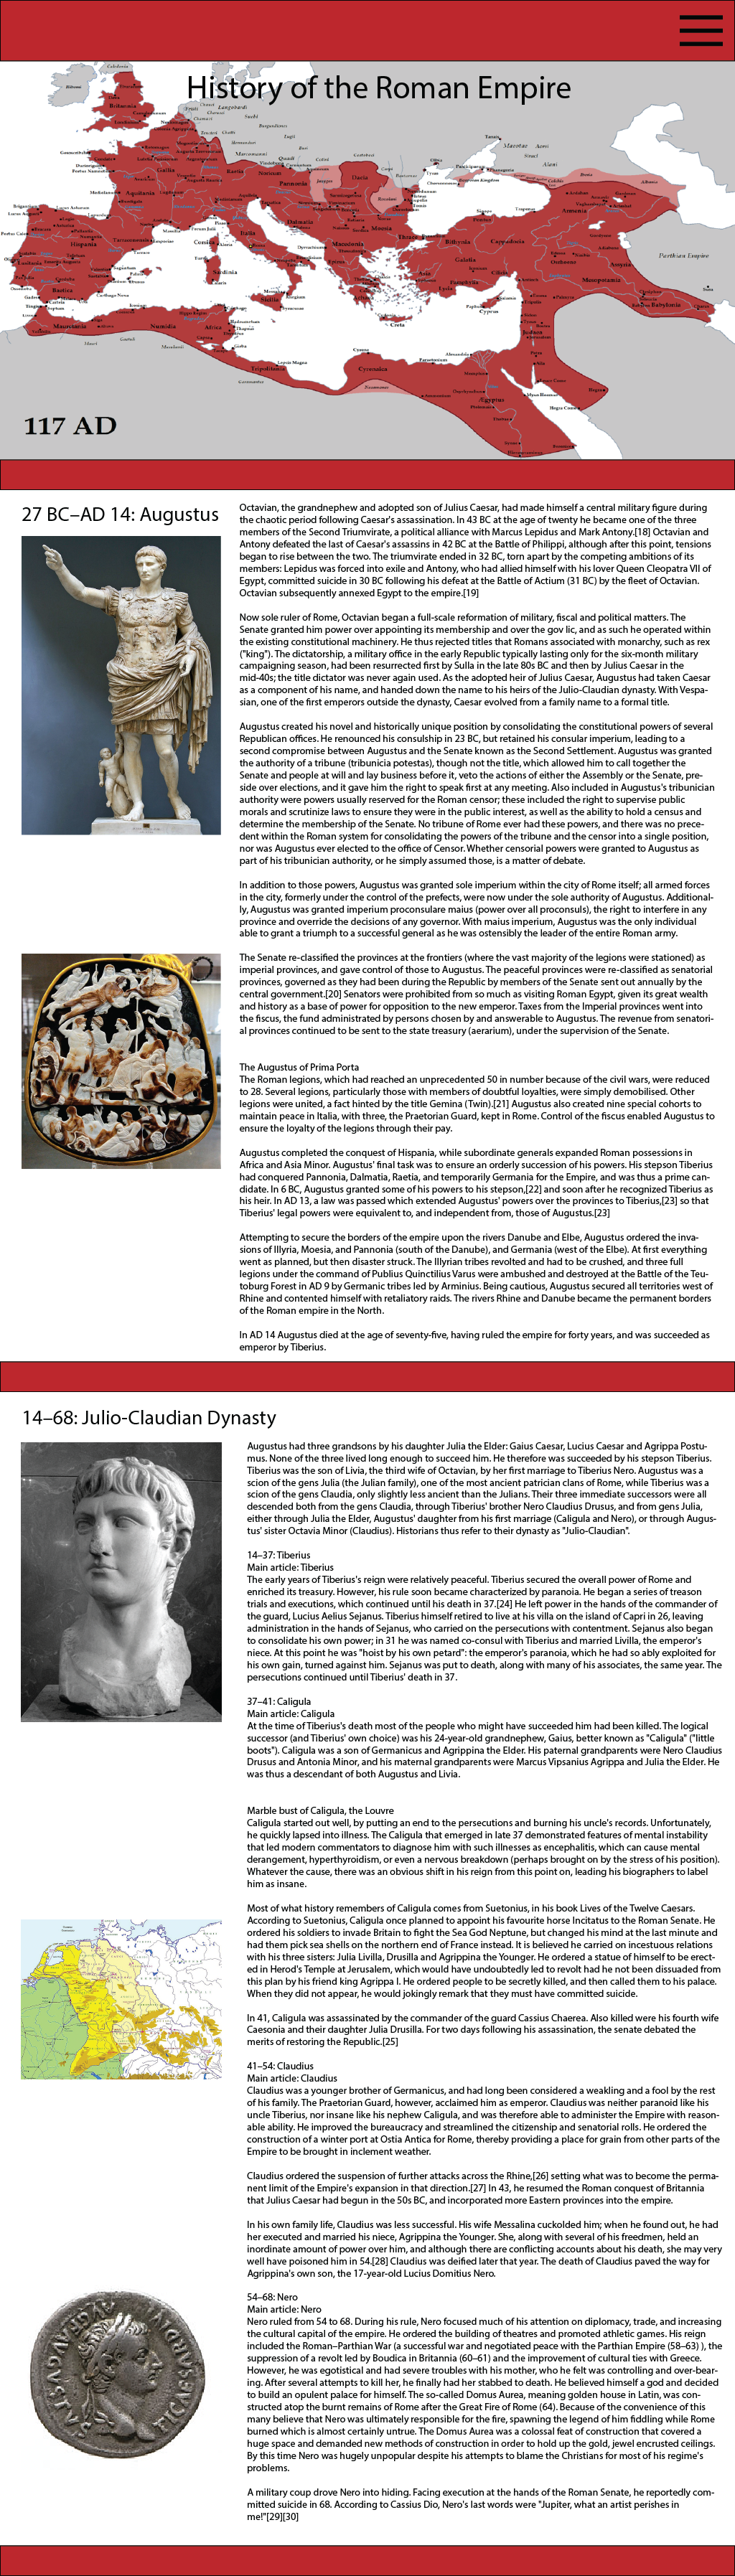 History of the Roman Empire
117 AD
27 BC–AD 14: Augustus
Octavian, the grandnephew and adopted son of Julius Caesar, had made himself a central military figure during
the chaotic period following Caesar's assassination. In 43 BC at the age of twenty he became one of the three
members of the Second Triumvirate, a political alliance with Marcus Lepidus and Mark Antony.[18] Octavian and
Antony defeated the last of Caesar's assassins in 42 BC at the Battle of Philippi, although after this point, tensions
began to rise between the two. The triumvirate ended in 32 BC, torn apart by the competing ambitions of its
members: Lepidus was forced into exile and Antony, who had allied himself with his lover Queen Cleopatra VII of
Egypt, committed suicide in 30 BC following his defeat at the Battle of Actium (31 BC) by the fleet of Octavian.
Octavian subsequently annexed Egypt to the empire.[19]
Now sole ruler of Rome, Octavian began a full-scale reformation of military, fiscal and political matters. The
Senate granted him power over appointing its membership and over the gov lic, and as such he operated within
the existing constitutional machinery. He thus rejected titles that Romans associated with monarchy, such as rex
("king"). The dictatorship, a military office in the early Republic typically lasting only for the six-month military
campaigning season, had been resurrected first by Sulla in the late 80s BC and then by Julius Caesar in the
mid-40s; the title dictator was never again used. As the adopted heir of Julius Caesar, Augustus had taken Caesar
as a component of his name, and handed down the name to his heirs of the Julio-Claudian dynasty. With Vespa-
sian, one of the first emperors outside the dynasty, Caesar evolved from a family name to a formal title.
Augustus created his novel and historically unique position by consolidating the constitutional powers of several
Republican offices. He renounced his consulship in 23 BC, but retained his consular imperium, leading to a
second compromise between Augustus and the Senate known as the Second Settlement. Augustus was granted
the authority of a tribune (tribunicia potestas), though not the title, which allowed him to call together the
Senate and people at will and lay business before it, veto the actions of either the Assembly or the Senate, pre-
side over elections, and it gave him the right to speak first at any meeting. Also included in Augustus's tribunician
authority were powers usually reserved for the Roman censor; these included the right to supervise public
morals and scrutinize laws to ensure they were in the public interest, as well as the ability to hold a census and
determine the membership of the Senate. No tribune of Rome ever had these powers, and there was no prece-
dent within the Roman system for consolidating the powers of the tribune and the censor into a single position,
nor was Augustus ever elected to the office of Censor. Whether censorial powers were granted to Augustus as
part of his tribunician authority, or he simply assumed those, is a matter of debate.
In addition to those powers, Augustus was granted sole imperium within the city of Rome itself; all armed forces
in the city, formerly under the control of the prefects, were now under the sole authority of Augustus. Additional-
ly, Augustus was granted imperium proconsulare maius (power over all proconsuls), the right to interfere in any
province and override the decisions of any governor. With maius imperium, Augustus was the only individual
able to grant a triumph to a successful general as he was ostensibly the leader of the entire Roman army.
The Senate re-classified the provinces at the frontiers (where the vast majority of the legions were stationed) as
imperial provinces, and gave control of those to Augustus. The peaceful provinces were re-classified as senatorial
provinces, governed as they had been during the Republic by members of the Senate sent out annually by the
central government.[20] Senators were prohibited from so much as visiting Roman Egypt, given its great wealth
and history as a base of power for opposition to the new emperor. Taxes from the Imperial provinces went into
the fiscus, the fund administrated by persons chosen by and answerable to Augustus. The revenue from senatori-
al provinces continued to be sent to the state treasury (aerarium), under the supervision of the Senate.
The Augustus of Prima Porta
The Roman legions, which had reached an unprecedented 50 in number because of the civil wars, were reduced
to 28. Several legions, particularly those with members of doubtful loyalties, were simply demobilised. Other
legions were united, a fact hinted by the title Gemina (Twin).[21] Augustus also created nine special cohorts to
maintain peace in Italia, with three, the Praetorian Guard, kept in Rome. Control of the fiscus enabled Augustus to
ensure the loyalty of the legions through their pay.
Augustus completed the conquest of Hispania, while subordinate generals expanded Roman possessions in
Africa and Asia Minor. Augustus' final task was to ensure an orderly succession of his powers. His stepson Tiberius
had conquered Pannonia, Dalmatia, Raetia, and temporarily Germania for the Empire, and was thus a prime can-
didate. In 6 BC, Augustus granted some of his powers to his stepson,[22] and soon after he recognized Tiberius as
his heir. In AD 13, a law was passed which extended Augustus' powers over the provinces to Tiberius,[23] so that
Tiberius' legal powers were equivalent to, and independent from, those of Augustus.[23]
Attempting to secure the borders of the empire upon the rivers Danube and Elbe, Augustus ordered the inva-
sions of Illyria, Moesia, and Pannonia (south of the Danube), and Germania (west of the Elbe). At first everything
went as planned, but then disaster struck. The Illyrian tribes revolted and had to be crushed, and three full
legions under the command of Publius Quinctilius Varus were ambushed and destroyed at the Battle of the Teu-
toburg Forest in AD 9 by Germanic tribes led by Arminius. Being cautious, Augustus secured all territories west of
Rhine and contented himself with retaliatory raids. The rivers Rhine and Danube became the permanent borders
of the Roman empire in the North.
In AD 14 Augustus died at the age of seventy-five, having ruled the empire for forty years, and was succeeded as
emperor by Tiberius.
14–68: Julio-Claudian Dynasty
Augustus had three grandsons by his daughter Julia the Elder: Gaius Caesar, Lucius Caesar and Agrippa Postu-
mus. None of the three lived long enough to succeed him. He therefore was succeeded by his stepson Tiberius.
Tiberius was the son of Livia, the third wife of Octavian, by her first marriage to Tiberius Nero. Augustus was a
scion of the gens Julia (the Julian family), one of the most ancient patrician clans of Rome, while Tiberius was a
scion of the gens Claudia, only slightly less ancient than the Julians. Their three immediate successors were all
descended both from the gens Claudia, through Tiberius' brother Nero Claudius Drusus, and from gens Julia,
either through Julia the Elder, Augustus' daughter from his first marriage (Caligula and Nero), or through Augus-
tus' sister Octavia Minor (Claudius). Historians thus refer to their dynasty as "Julio-Claudian".
14–37: Tiberius
Main article: Tiberius
The early years of Tiberius's reign were relatively peaceful. Tiberius secured the overall power of Rome and
enriched its treasury. However, his rule soon became characterized by paranoia. He began a series of treason
trials and executions, which continued until his death in 37.[24] He left power in the hands of the commander of
the guard, Lucius Aelius Sejanus. Tiberius himself retired to live at his villa on the island of Capri in 26, leaving
administration in the hands of Sejanus, who carried on the persecutions with contentment. Sejanus also began
to consolidate his own power; in 31 he was named co-consul with Tiberius and married Livilla, the emperor's
niece. At this point he was "hoist by his own petard": the emperor's paranoia, which he had so ably exploited for
his own gain, turned against him. Sejanus was put to death, along with many of his associates, the same year. The
persecutions continued until Tiberius' death in 37.
37–41: Caligula
Main article: Caligula
At the time of Tiberius's death most of the people who might have succeeded him had been killed. The logical
successor (and Tiberius' own choice) was his 24-year-old grandnephew, Gaius, better known as "Caligula" ("little
boots"). Caligula was a son of Germanicus and Agrippina the Elder. His paternal grandparents were Nero Claudius
Drusus and Antonia Minor, and his maternal grandparents were Marcus Vipsanius Agrippa and Julia the Elder. He
was thus a descendant of both Augustus and Livia.
Marble bust of Caligula, the Louvre
Caligula started out well, by putting an end to the persecutions and burning his uncle's records. Unfortunately,
he quickly lapsed into illness. The Caligula that emerged in late 37 demonstrated features of mental instability
that led modern commentators to diagnose him with such illnesses as encephalitis, which can cause mental
derangement, hyperthyroidism, or even a nervous breakdown (perhaps brought on by the stress of his position).
Whatever the cause, there was an obvious shift in his reign from this point on, leading his biographers to label
him as insane.
Most of what history remembers of Caligula comes from Suetonius, in his book Lives of the Twelve Caesars.
According to Suetonius, Caligula once planned to appoint his favourite horse Incitatus to the Roman Senate. He
ordered his soldiers to invade Britain to fight the Sea God Neptune, but changed his mind at the last minute and
had them pick sea shells on the northern end of France instead. It is believed he carried on incestuous relations
with his three sisters: Julia Livilla, Drusilla and Agrippina the Younger. He ordered a statue of himself to be erect-
ed in Herod's Temple at Jerusalem, which would have undoubtedly led to revolt had he not been dissuaded from
this plan by his friend king Agrippa I. He ordered people to be secretly killed, and then called them to his palace.
When they did not appear, he would jokingly remark that they must have committed suicide.
In 41, Caligula was assassinated by the commander of the guard Cassius Chaerea. Also killed were his fourth wife
Caesonia and their daughter Julia Drusilla. For two days following his assassination, the senate debated the
merits of restoring the Republic.[25]
41–54: Claudius
Main article: Claudius
Claudius was a younger brother of Germanicus, and had long been considered a weakling and a fool by the rest
of his family. The Praetorian Guard, however, acclaimed him as emperor. Claudius was neither paranoid like his
uncle Tiberius, nor insane like his nephew Caligula, and was therefore able to administer the Empire with reason-
able ability. He improved the bureaucracy and streamlined the citizenship and senatorial rolls. He ordered the
construction of a winter port at Ostia Antica for Rome, thereby providing a place for grain from other parts of the
Empire to be brought in inclement weather.
Claudius ordered the suspension of further attacks across the Rhine,[26] setting what was to become the perma-
nent limit of the Empire's expansion in that direction.[27] In 43, he resumed the Roman conquest of Britannia
that Julius Caesar had begun in the 50s BC, and incorporated more Eastern provinces into the empire.
In his own family life, Claudius was less successful. His wife Messalina cuckolded him; when he found out, he had
her executed and married his niece, Agrippina the Younger. She, along with several of his freedmen, held an
inordinate amount of power over him, and although there are conflicting accounts about his death, she may very
well have poisoned him in 54.[28] Claudius was deified later that year. The death of Claudius paved the way for
Agrippina's own son, the 17-year-old Lucius Domitius Nero.
54–68: Nero
Main article: Nero
Nero ruled from 54 to 68. During his rule, Nero focused much of his attention on diplomacy, trade, and increasing
the cultural capital of the empire. He ordered the building of theatres and promoted athletic games. His reign
included the Roman–Parthian War (a successful war and negotiated peace with the Parthian Empire (58–63) ), the
suppression of a revolt led by Boudica in Britannia (60–61) and the improvement of cultural ties with Greece.
However, he was egotistical and had severe troubles with his mother, who he felt was controlling and over-bear-
ing. After several attempts to kill her, he finally had her stabbed to death. He believed himself a god and decided
to build an opulent palace for himself. The so-called Domus Aurea, meaning golden house in Latin, was con-
structed atop the burnt remains of Rome after the Great Fire of Rome (64). Because of the convenience of this
many believe that Nero was ultimately responsible for the fire, spawning the legend of him fiddling while Rome
burned which is almost certainly untrue. The Domus Aurea was a colossal feat of construction that covered a
huge space and demanded new methods of construction in order to hold up the gold, jewel encrusted ceilings.
By this time Nero was hugely unpopular despite his attempts to blame the Christians for most of his regime's
problems.
A military coup drove Nero into hiding. Facing execution at the hands of the Roman Senate, he reportedly com-
mitted suicide in 68. According to Cassius Dio, Nero's last words were "Jupiter, what an artist perishes in
me!"[29][30]